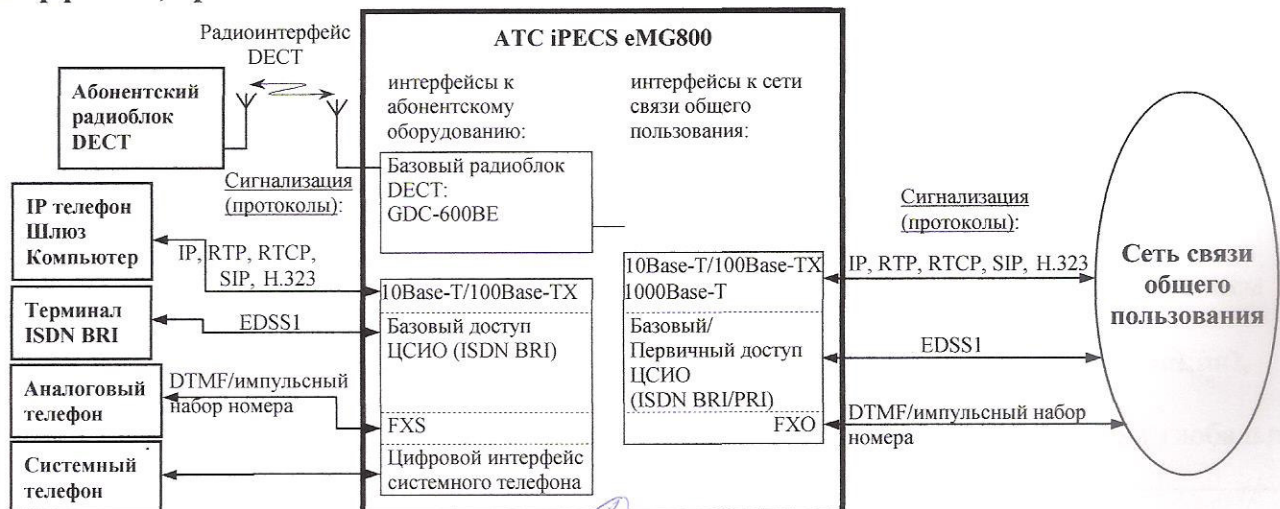 Радиоинтерфейс
DECT
Абонентский
радиоблок
DECT
IP телефон
Шлюз
Компьютер
Терминал
ISDN BRI
Аналоговый
телефон
Системный
телефон
Сигнализация
(протоколы):
IP, RTP, RTCP,
SIP, H.323
EDSS1
DTMF/импульсный
набор номера
АТС iPECS eMG800
интерфейсы к
абонентскому
оборудованию:
Базовый радиоблок
DECT:
GDC-600BE
10Base-T/100Base-TX
Базовый доступ
ЦСИО (ISDN BRI)
FXS
Цифровой интерфейс
системного телефона
интерфейсы к сети
связи общего
пользования:
10Base-T/100Base-TX
1000Base-T
Базовый/
Первичный доступ
ЦСИО
(ISDN BRI/PRI)
FXO
Сигнализация
(протоколы):
IP, RTP, RTCP, SIP, H.323
EDSS1
DTMF/импульсный набор
номера
Сеть связи
общего
пользования